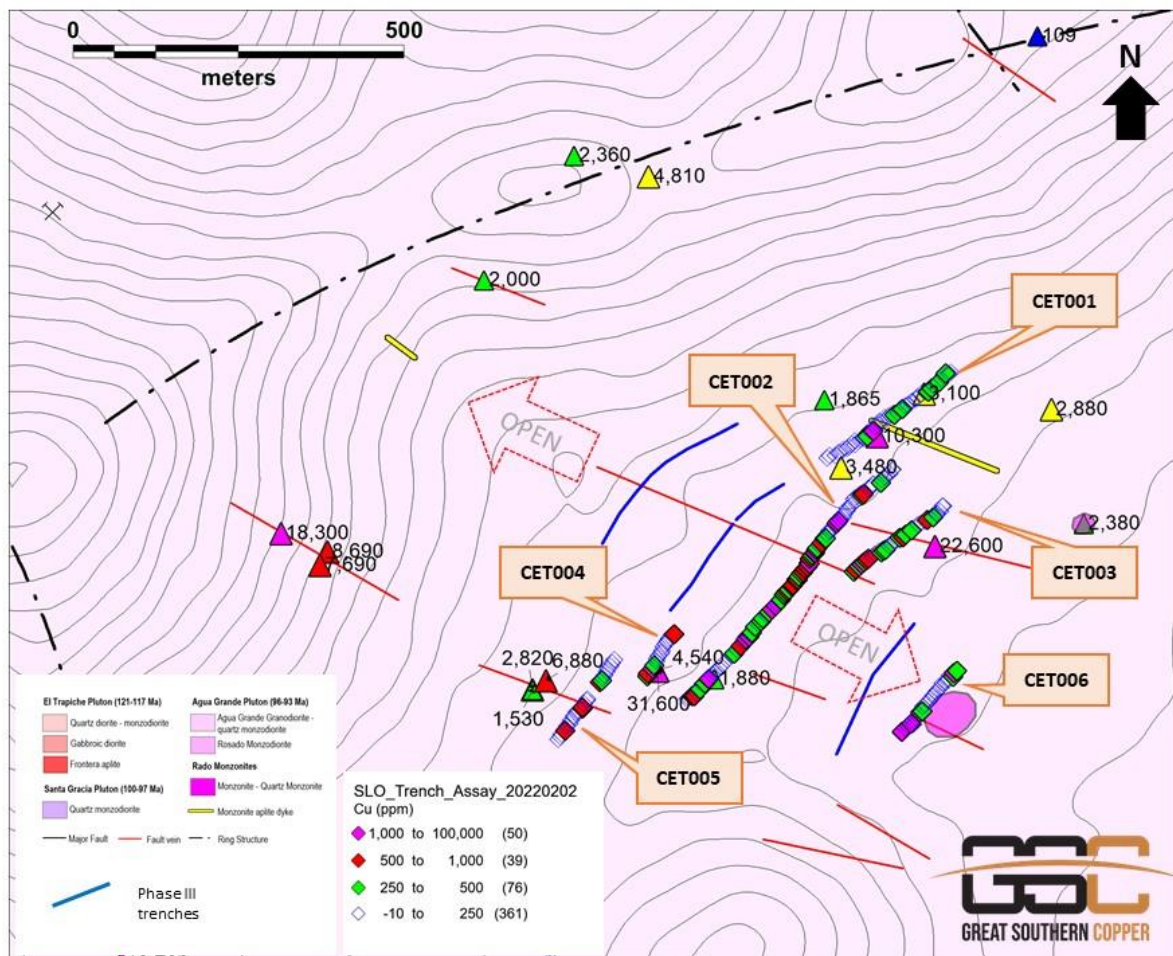 0 500
meters
N
109
2,360
4,810
2,000
CET001
CET002
OPEN
1,865
3,100
2,880
10,300
3,480
18,300
8,690
2,380
22,600
CET004
CET003
OPEN
2,820
6,880
4,540
1,880
1,530
31,600
CET006
CET005
El Trapiche Pluton (121-117 Ma)
Quartz diorite - monzodiorite
Gabbroic diorite
Frontera aplite
Santa Gracia Pluton (100-97 Ma)
Quartz monzodiorite
Agua Grande Pluton (96-93 Ma)
Agua Grande Granodiorite -
quartz monzodiorite
Rosado Monzodiorite
Rado Monzonites
Monzonite - Quartz Monzonite
Monzonite aplite dyke
Major Fault Fault vein Ring Structure
Phase III
trenches
SLO_Trench_Assay_20220202
Cu (ppm)
1,000 to 100,000 (50)
500 to 1,000 (39)
250 to 500 (76)
-10 to 250 (361)
GSC
GREAT SOUTHERN COPPER